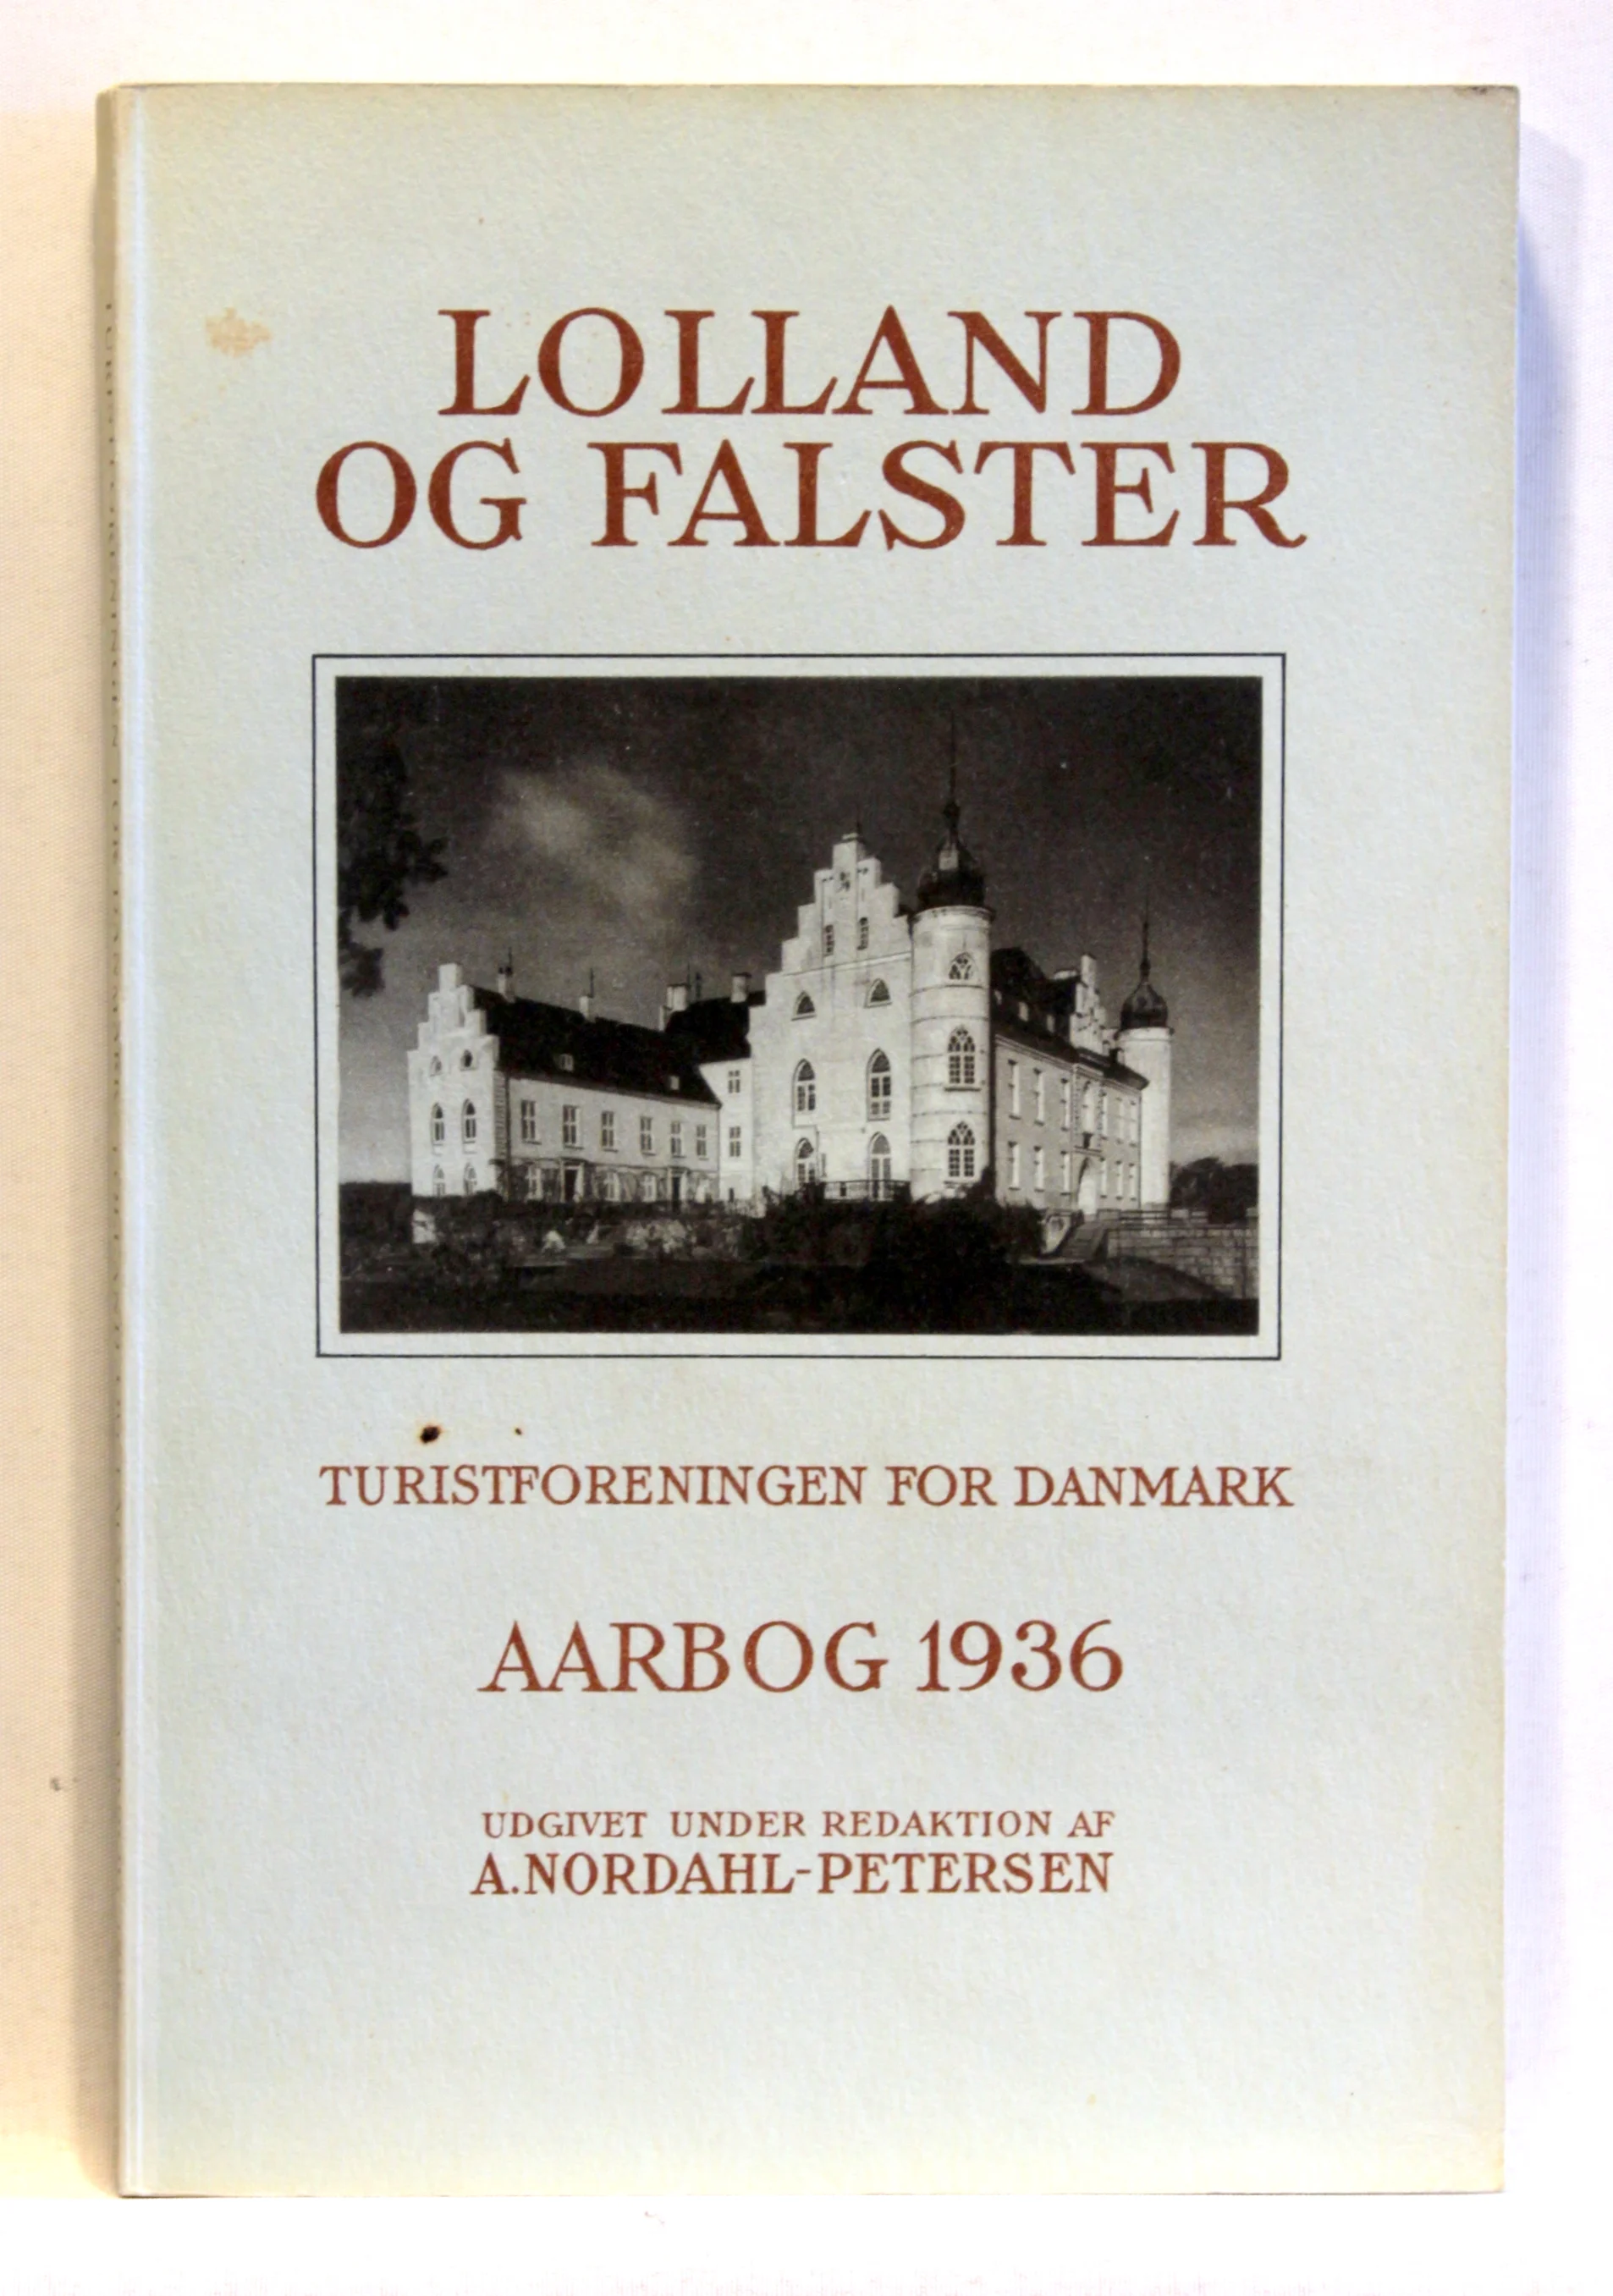 LOLLAND
OG FALSTER
TURISTFORENINGEN FOR DANMARK
AARBOG 1936
UDGIVET UNDER REDAKTION AF
A.NORDAHL-PETERSEN